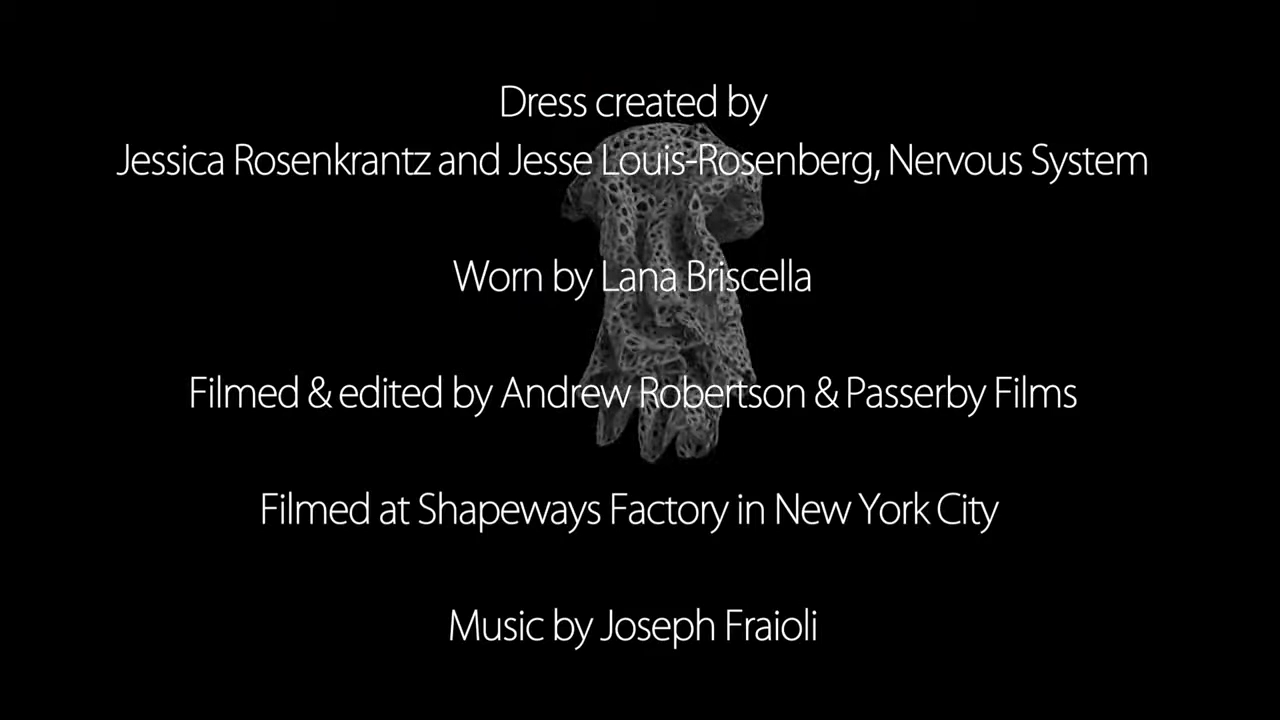 Dress created by
Jessica Rosenkrantz and Jesse Louis-Rosenberg, Nervous System
Worn by Lana Briscella
Filmed & edited by Andrew Robertson & Passerby Films
Filmed at Shapeways Factory in New York City
Music by Joseph Fraioli